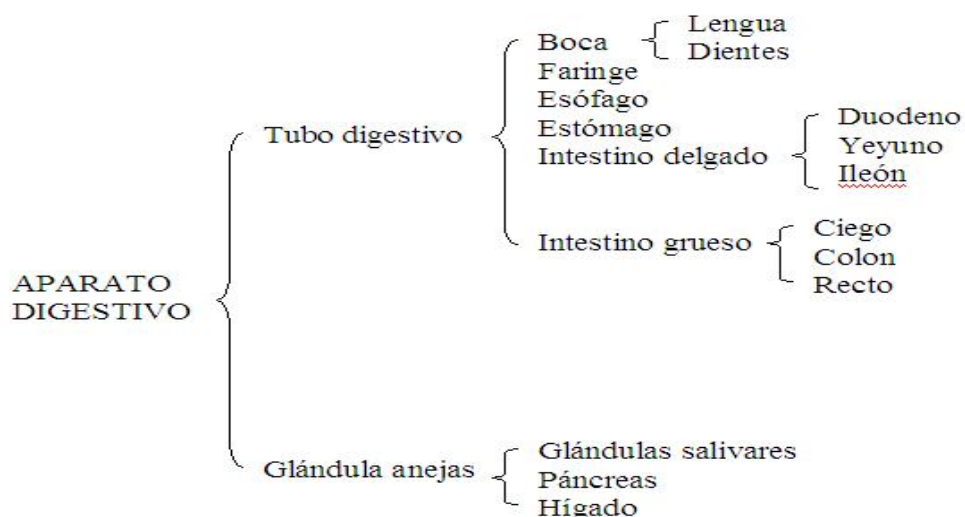 APARATO
DIGESTIVO
Tubo digestivo
Boca
Lengua
Dientes
Faringe
Esófago
Estómago
Intestino delgado
Duodeno
Yeyuno
Ileón
Intestino grueso
Ciego
Colon
Recto
Glándula anejas
Glándulas salivares
Páncreas
Hígado